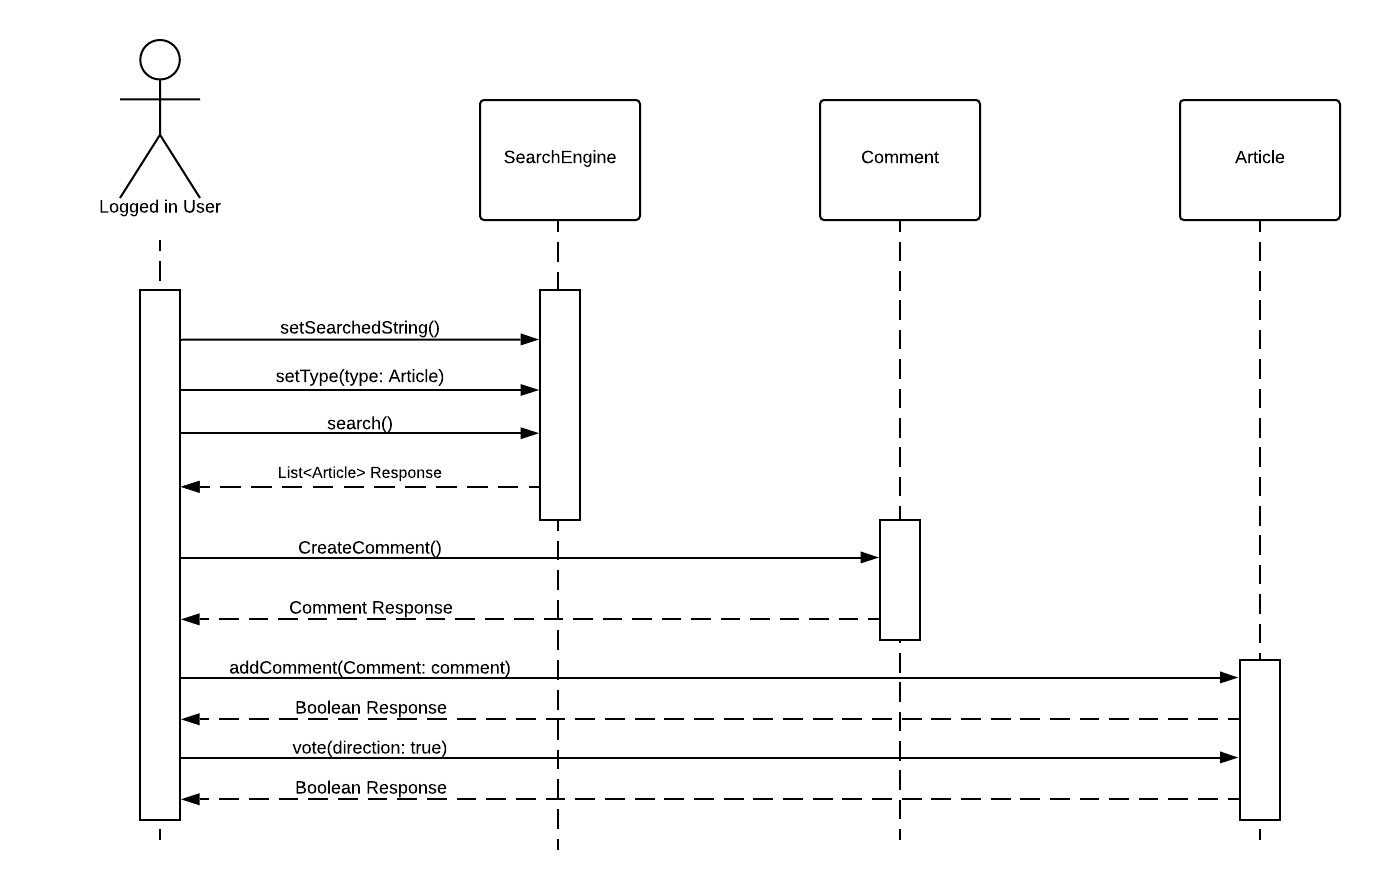 Logged in User
SearchEngine
Comment
Article
setSearchedString()
setType(type: Article)
search()
List<Article> Response
CreateComment()
Comment Response
addComment(Comment: comment)
Boolean Response
vote(direction: true)
Boolean Response